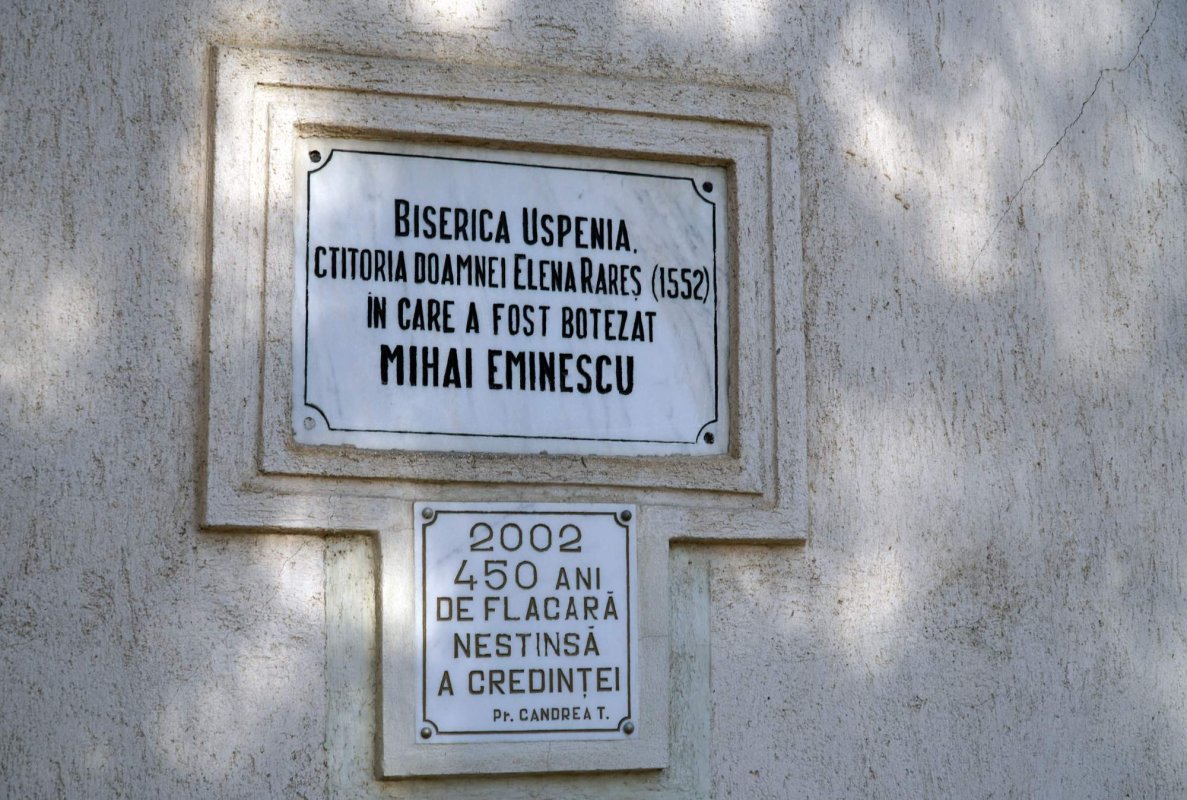 BISERICA USPENIA,
CTITORIA DOAMNEI ELENA RAREȘ (1552)
ÎN CARE A FOST BOTEZAT
MIHAI EMINESCU
2002
450 ANI
DE FLACARĂ
NESTINSĂ
A CREDINȚEI
Pr. CANDREA T.